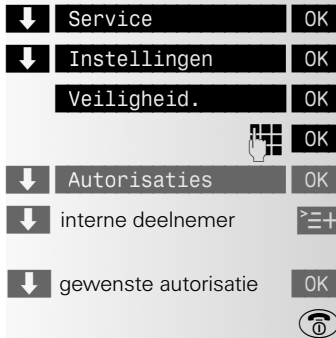 Service OK
Instellingen OK
Veiligheid. OK
OK
Autorisaties OK
interne deelnemer
gewenste autorisatie OK